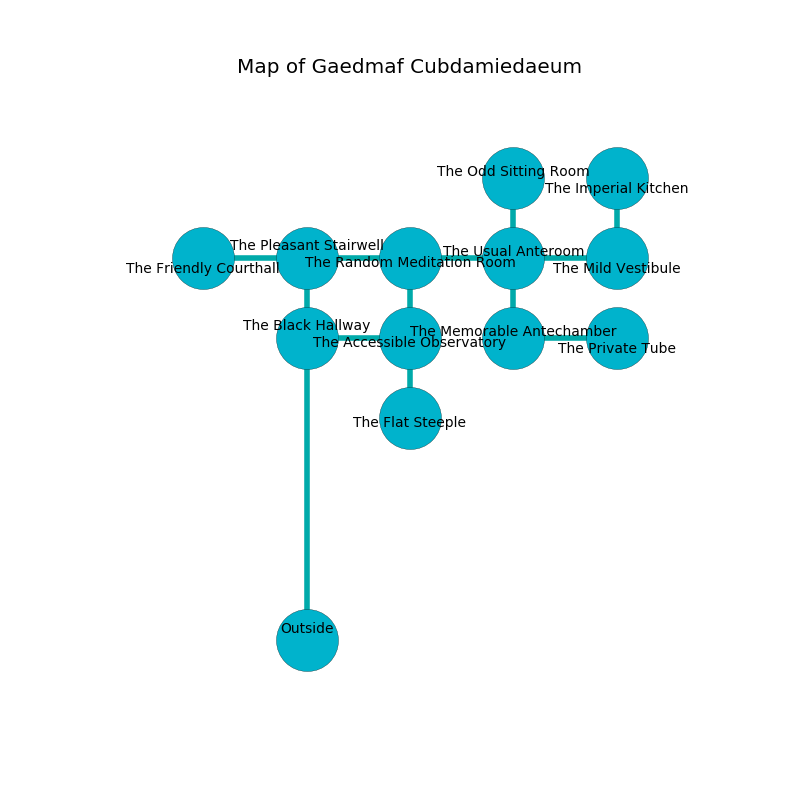 Map of Gaedmaf Cubdamiedaeum
The Odd Sitting Room
The Imperial Kitchen
The Pleasant Stairwell
The Usual Anteroom
The Random Meditation Room
The Friendly Courthall
The Mild Vestibule
The Black Hallway
The Memorable Antechamber
The Accessible Observatory
The Private Tube
The Flat Steeple
Outside